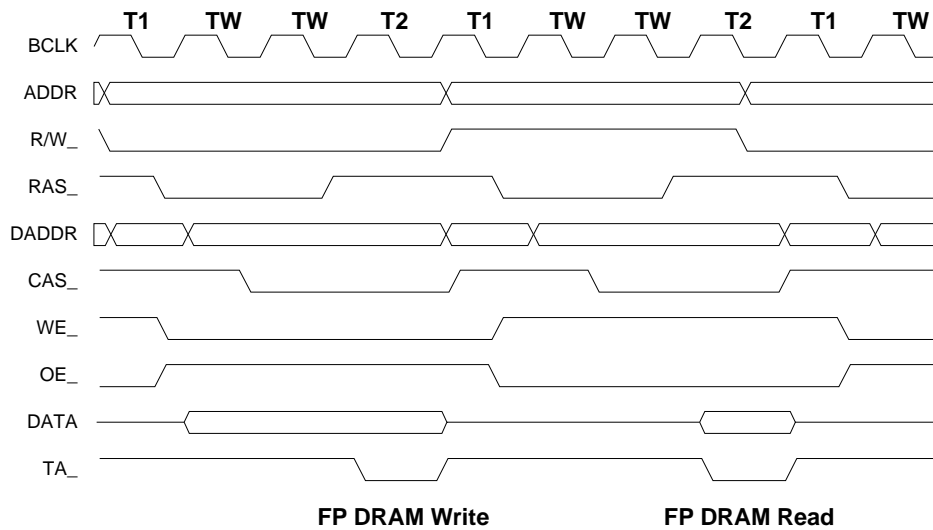 T1 TW TW T2 T1 TW TW T2 T1 TW
BCLK
ADDR
R/W_
RAS_
DADDR
CAS_
WE_
OE_
DATA
TA_
FP DRAM Write FP DRAM Read